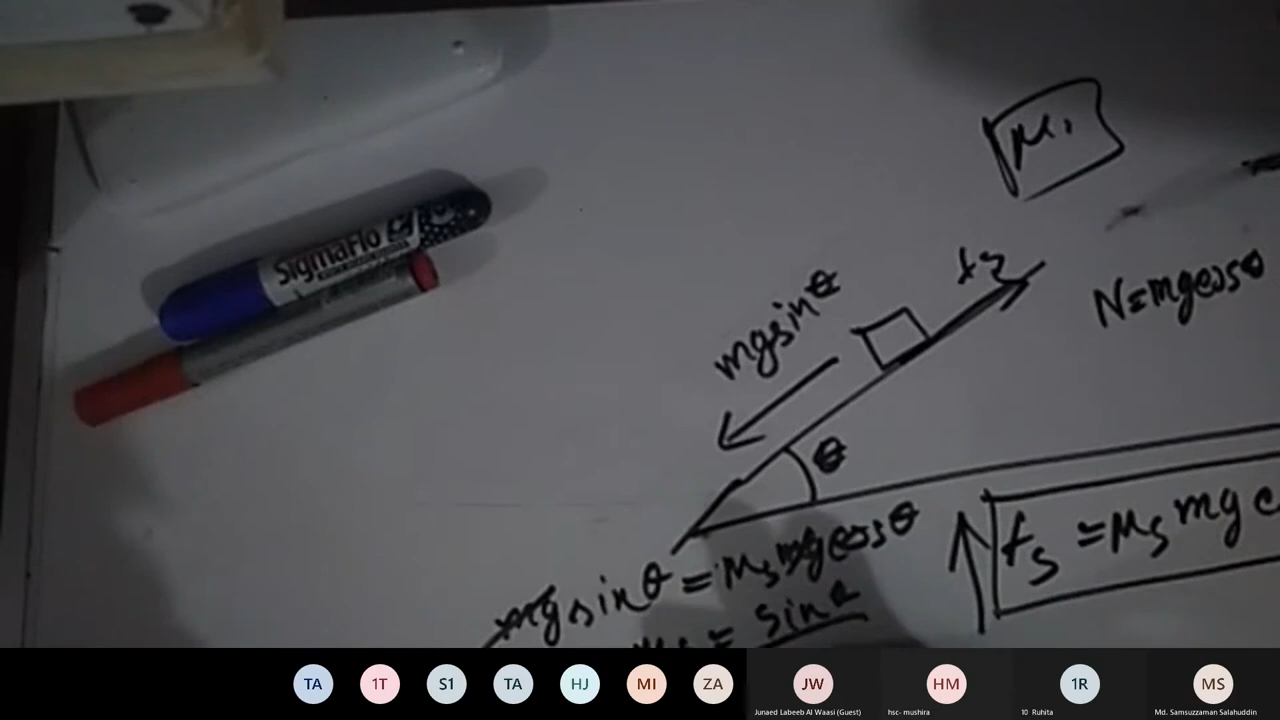 SigmaFlo
μ,
fs
N=mgcosθ
mgsinθ
θ
fs =μs mg c
mgsinθ = μs mgcosθ
μs = sinθ
TA
1T
S1
TA
HJ
MI
ZA
JW
HM
1R
MS
Junaed Labeeb Al Waasi (Guest)
hsc- mushira
10 Ruhita
Md. Samsuzzaman Salahuddin